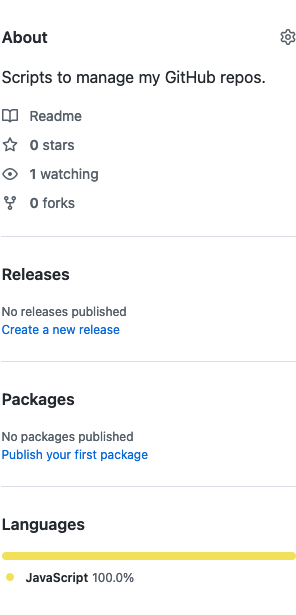 About
Scripts to manage my GitHub repos.
Readme
0 stars
1 watching
0 forks
Releases
No releases published
Create a new release
Packages
No packages published
Publish your first package
Languages
JavaScript 100.0%